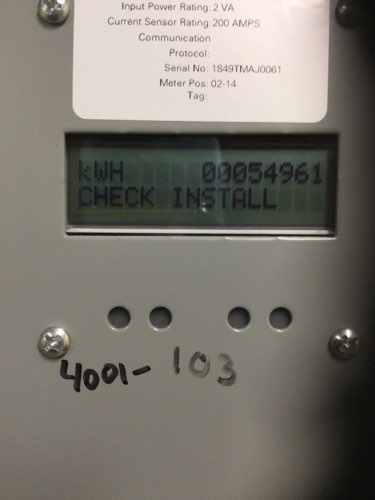 Input Power Rating: 2 VA
Current Sensor Rating: 200 AMPS
Communication
Protocol:
Serial No: 1849TMAJ0061
Meter Pos: 02-14
Tag:
kWH 00054961
CHECK INSTALL
4001-103